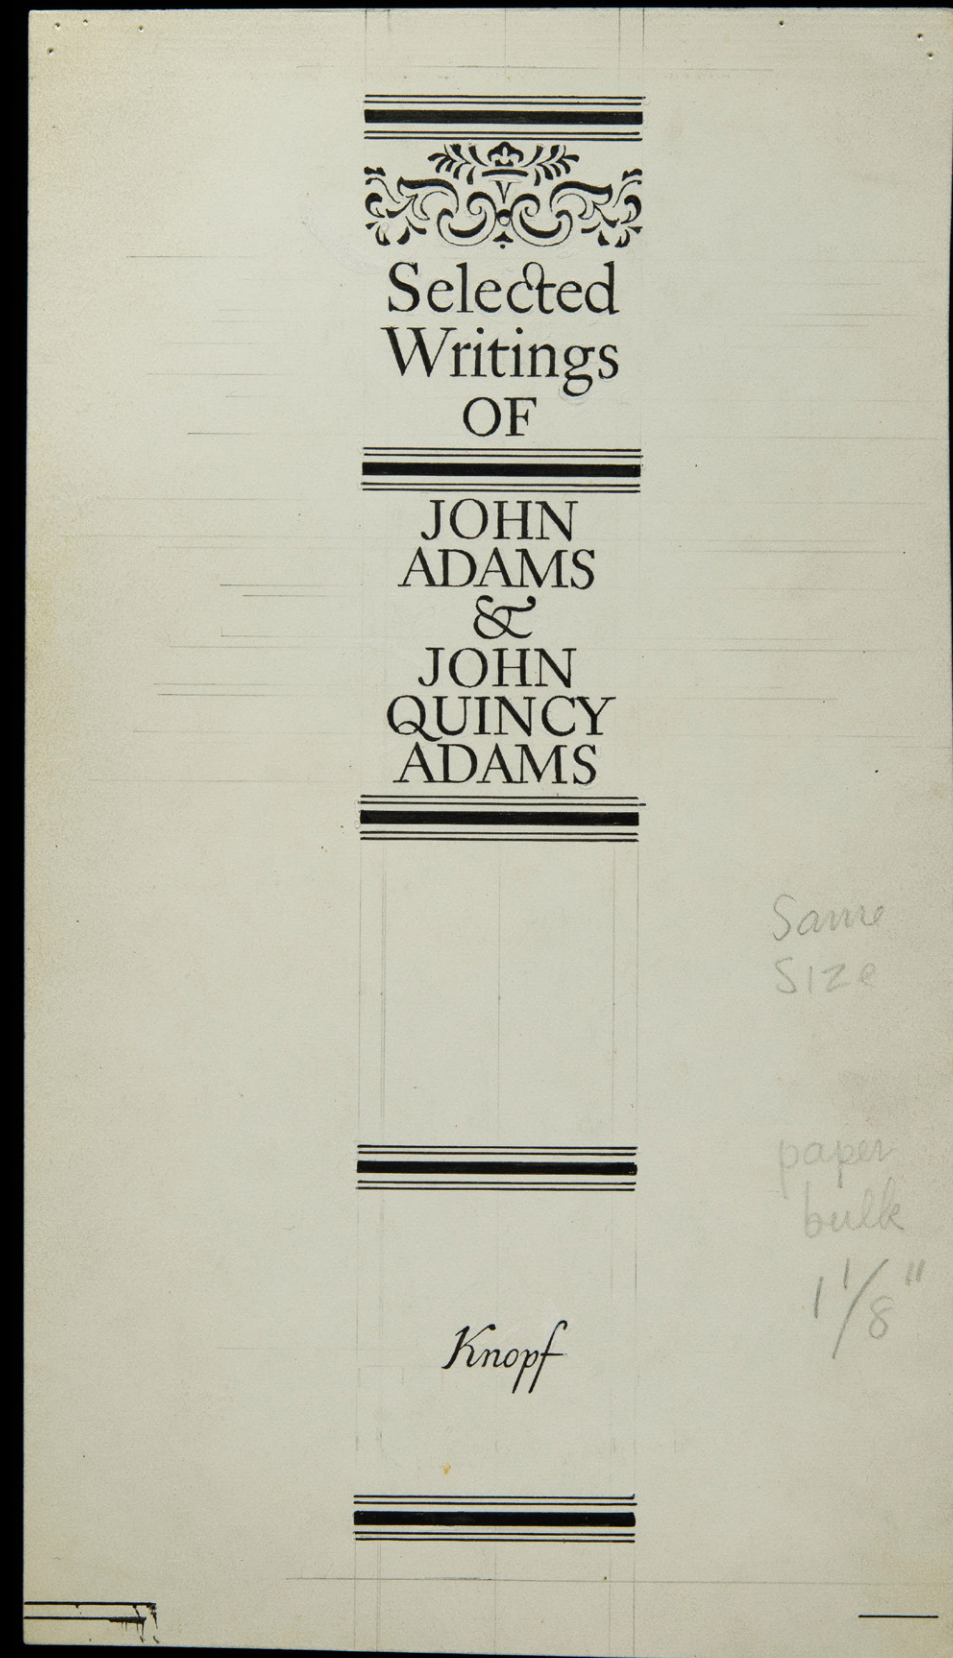 Selected
Writings
OF
JOHN
ADAMS
&
JOHN
QUINCY
ADAMS
Knopf
Same
Size
paper
bulk
1 1/8"